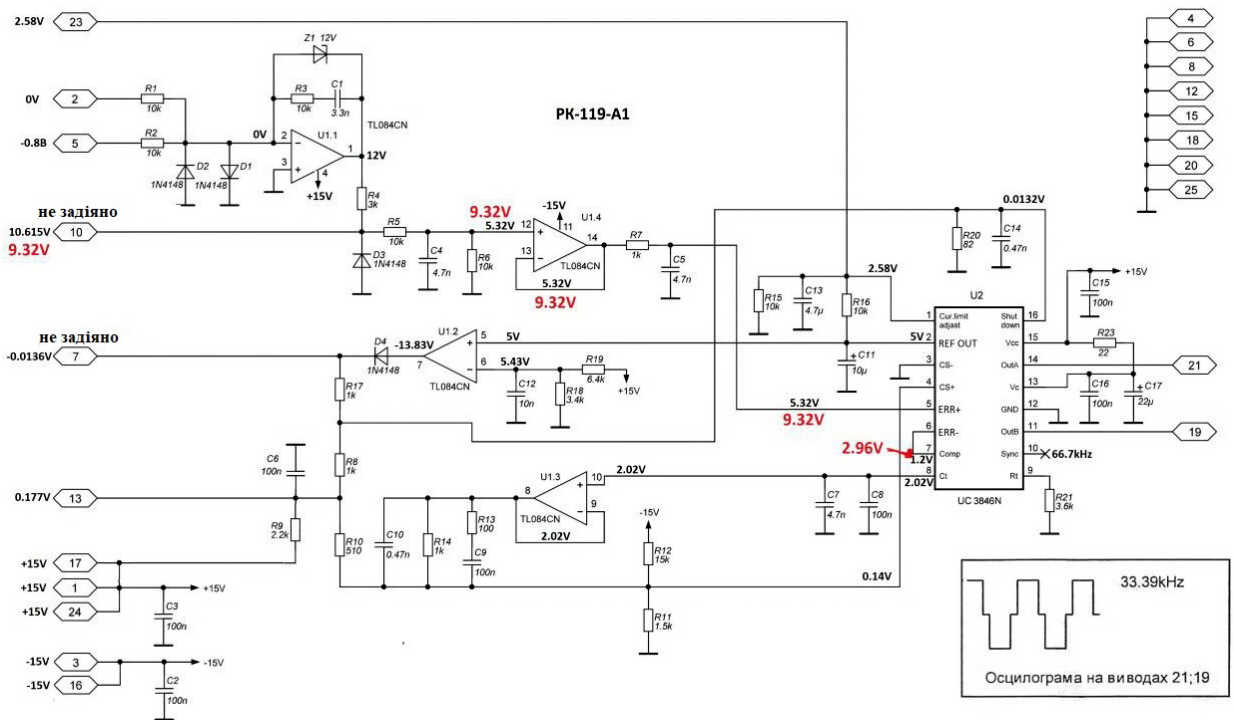 2.58V 23
4
6
8
12
15
18
20
25
Z1 12V
R3
10k
C1
3.3n
РК-119-А1
0V 2
R1
10k
-0.8В 5
R2
10k
0V
TL084CN
U1.1
2
3
1
4
12V
D2
1N4148
D1
1N4148
+15V
R4
3k
не задіяно
10.615V 10
9.32V
R5
10k
9.32V
5.32V
-15V
U1.4
12
13
11
14
TL084CN
5.32V
9.32V
R7
1k
D3
1N4148
C4
4.7n
R6
10k
C5
4.7n
0.0132V
R20
82
C14
0.47n
2.58V
R15
10k
C13
4.7µ
R16
10k
C15
100n
+15V
U2
1 Cur.limit adjast
Shut down 16
5V 2 REF OUT
Vcc 15
R23
22
3 CS-
OutA 14
21
4 CS+
Vc 13
C16
100n
C17
22µ
5 ERR+
GND 12
6 ERR-
OutB 11
19
7 Comp
Sync 10
66.7kHz
8 Ct
Rt 9
UC 3846N
R21
3.6k
не задіяно
-0.0136V 7
D4
1N4148
-13.83V
7
U1.2
TL084CN
5
6
5V
5.43V
R19
6.4k
+15V
C12
10n
R18
3.4k
C11
10µ
5.32V
9.32V
2.96V
1.2V
2.02V
R17
1k
C6
100n
R8
1k
0.177V 13
R9
2.2k
R10
510
U1.3
8
10
9
TL084CN
2.02V
2.02V
C10
0.47n
R14
1k
R13
100
C9
100n
C7
4.7n
C8
100n
-15V
R12
15k
0.14V
R11
1.5k
+15V 17
+15V 1
+15V
+15V 24
C3
100n
-15V 3
-15V
-15V 16
C2
100n
33.39kHz
Осцилограма на виводах 21;19